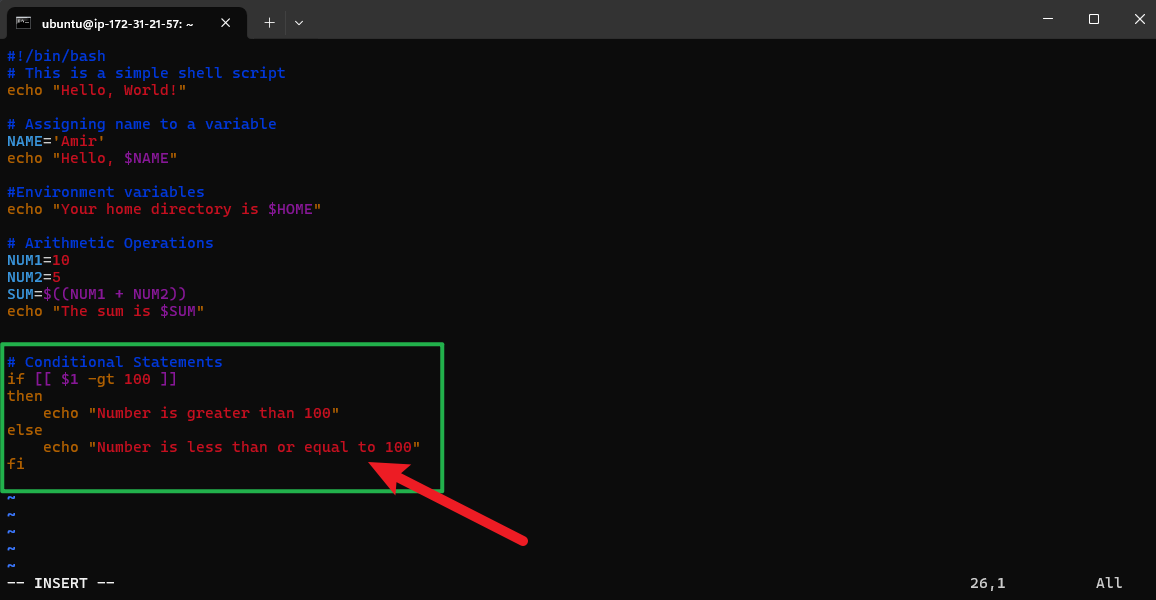 ubuntu@ip-172-31-21-57: ~
#!/bin/bash
# This is a simple shell script
echo "Hello, World!"
# Assigning name to a variable
NAME='Amir'
echo "Hello, $NAME"
#Environment variables
echo "Your home directory is $HOME"
# Arithmetic Operations
NUM1=10
NUM2=5
SUM=$((NUM1 + NUM2))
echo "The sum is $SUM"
# Conditional Statements
if [[ $1 -gt 100 ]]
then
    echo "Number is greater than 100"
else
    echo "Number is less than or equal to 100"
fi
~
~
~
~
~
-- INSERT -- 26,1 All